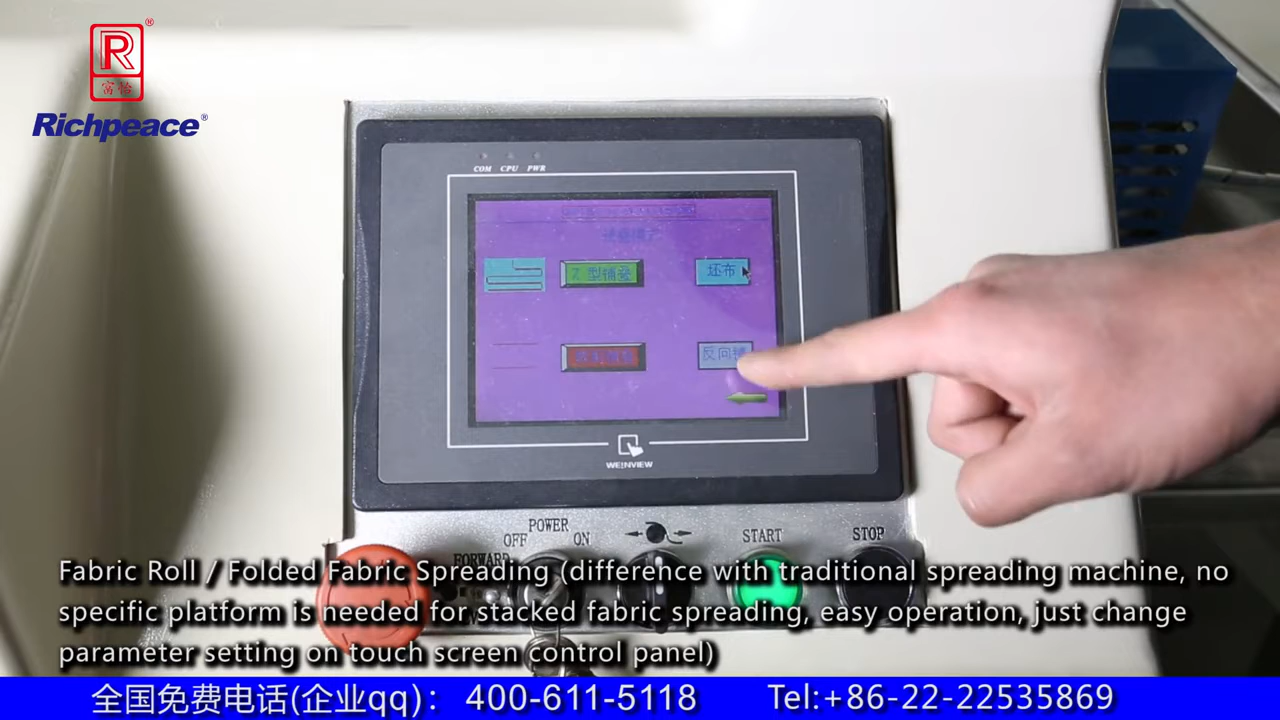 R®
富怡
Richpeace®
COM CPU PWR
Z 型铺叠
坯布
反向铺
WEINVIEW
POWER
OFF ON
FORWARD
START
STOP
Fabric Roll / Folded Fabric Spreading (difference with traditional spreading machine, no
specific platform is needed for stacked fabric spreading, easy operation, just change
parameter setting on touch screen control panel)
全国免费电话(企业qq)： 400-611-5118 Tel:+86-22-22535869